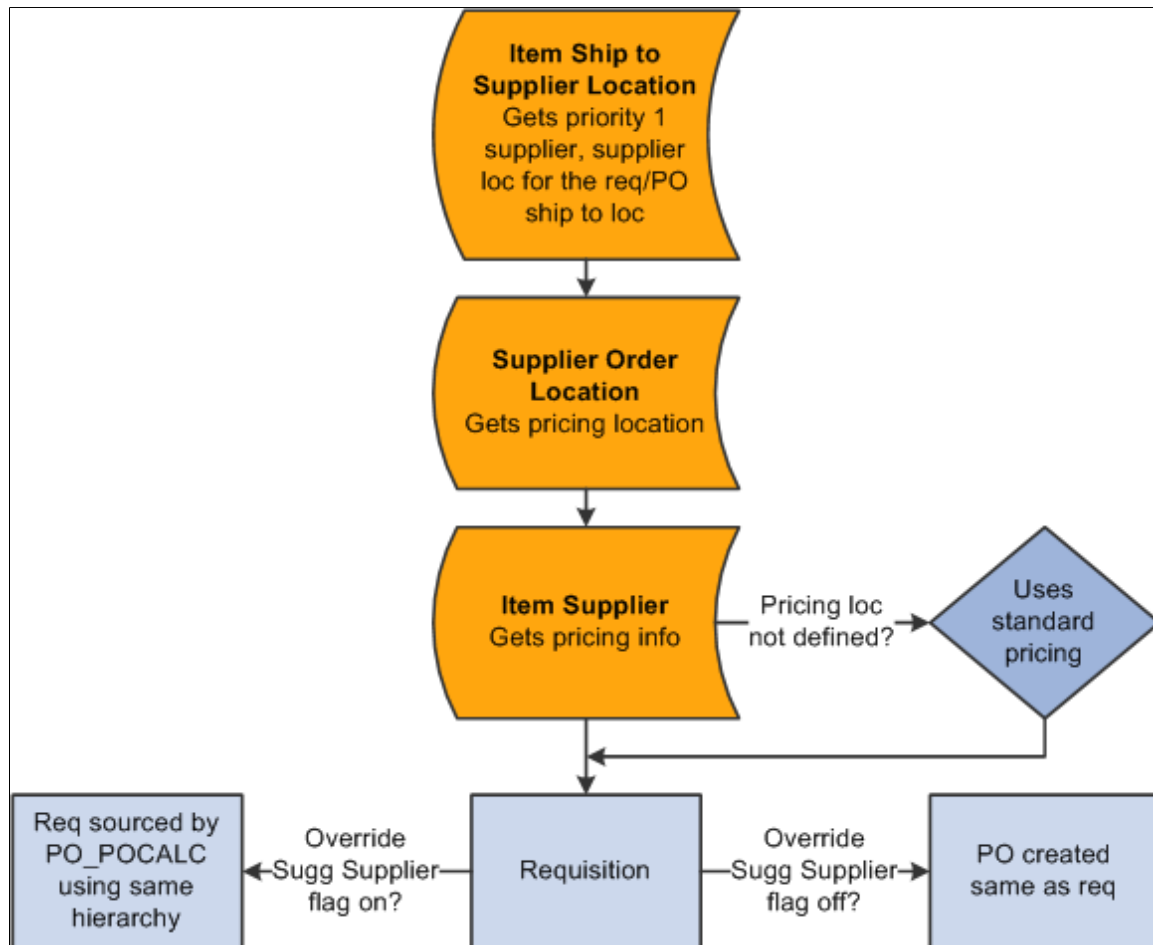 Item Ship to
Supplier Location
Gets priority 1
supplier, supplier
loc for the req/PO
ship to loc
Supplier Order
Location
Gets pricing location
Item Supplier
Gets pricing info
Pricing loc
not defined?
Uses
standard
pricing
Req sourced by
PO_POCALC
using same
hierarchy
Override
Sugg Supplier
flag on?
Requisition
Override
Sugg Supplier
flag off?
PO created
same as req